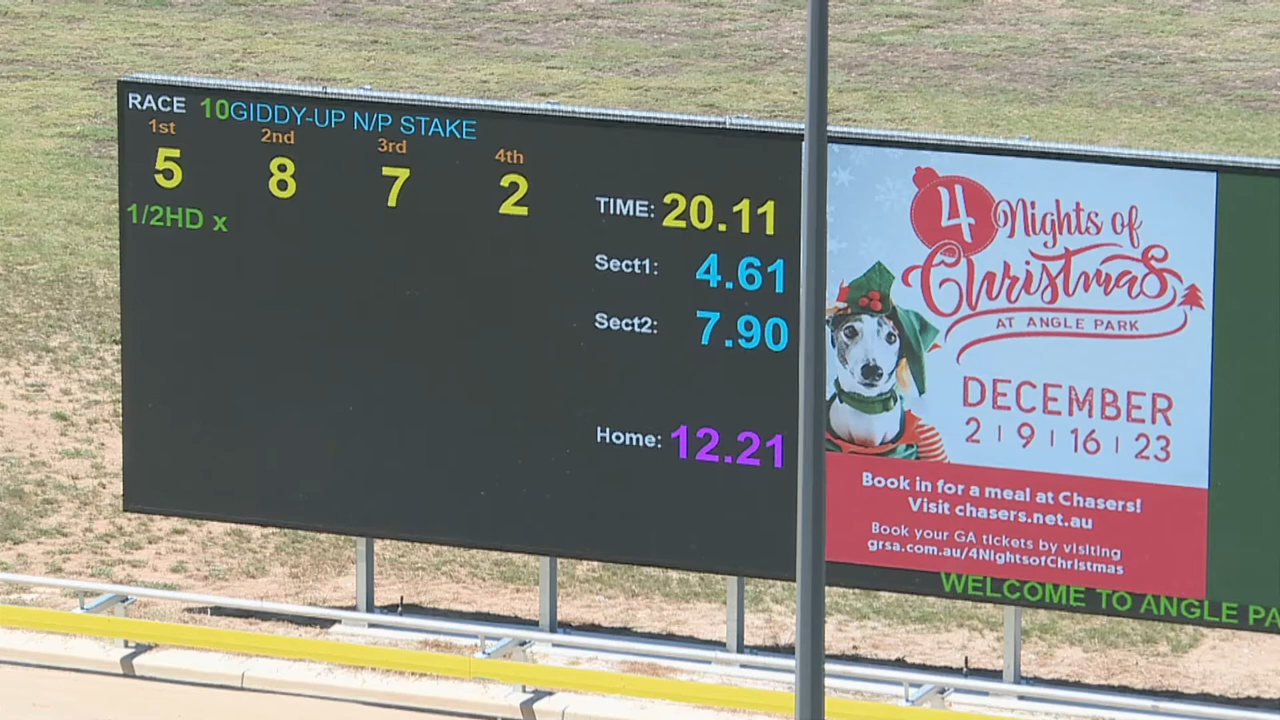 RACE 10GIDDY-UP N/P STAKE
1st 2nd 3rd 4th
5 8 7 2
1/2HD x
TIME: 20.11
Sect1: 4.61
Sect2: 7.90
Home: 12.21
4 Nights of
Christmas
AT ANGLE PARK
DECEMBER
2 | 9 | 16 | 23
Book in for a meal at Chasers!
Visit chasers.net.au
Book your GA tickets by visiting
grsa.com.au/4NightsofChristmas
WELCOME TO ANGLE PA